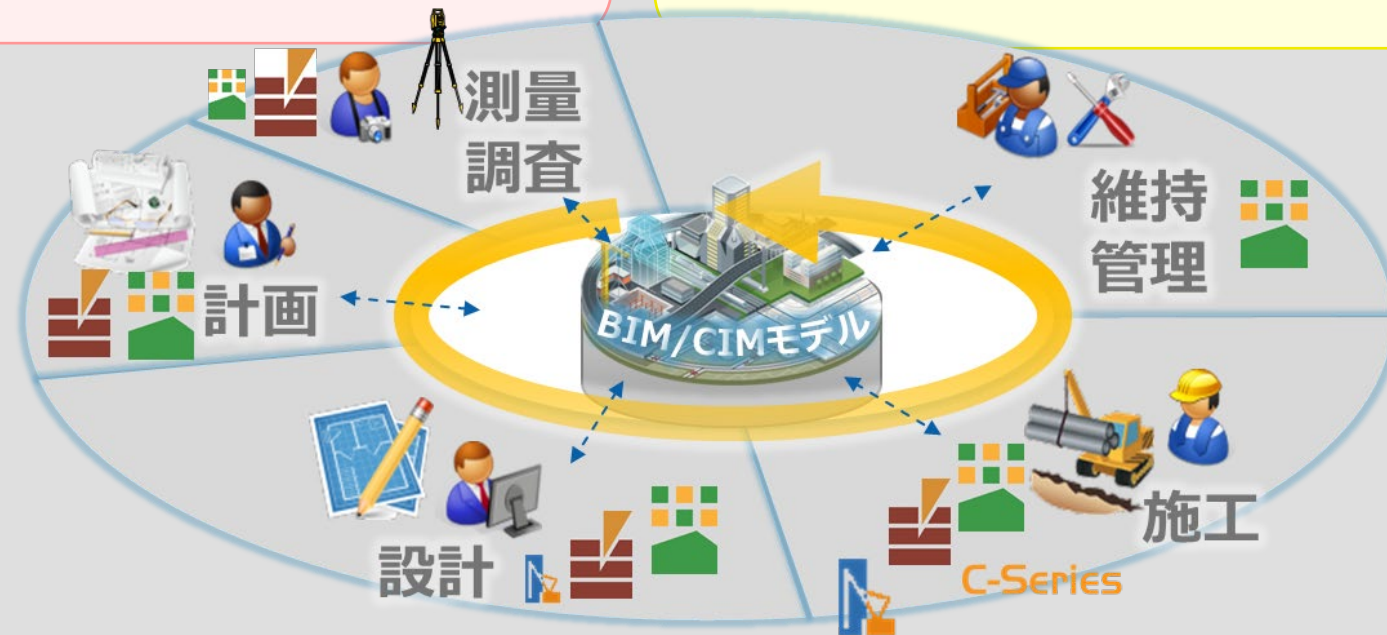 測量
調査
維持
管理
計画
BIM/CIMモデル
設計
施工
C-Series